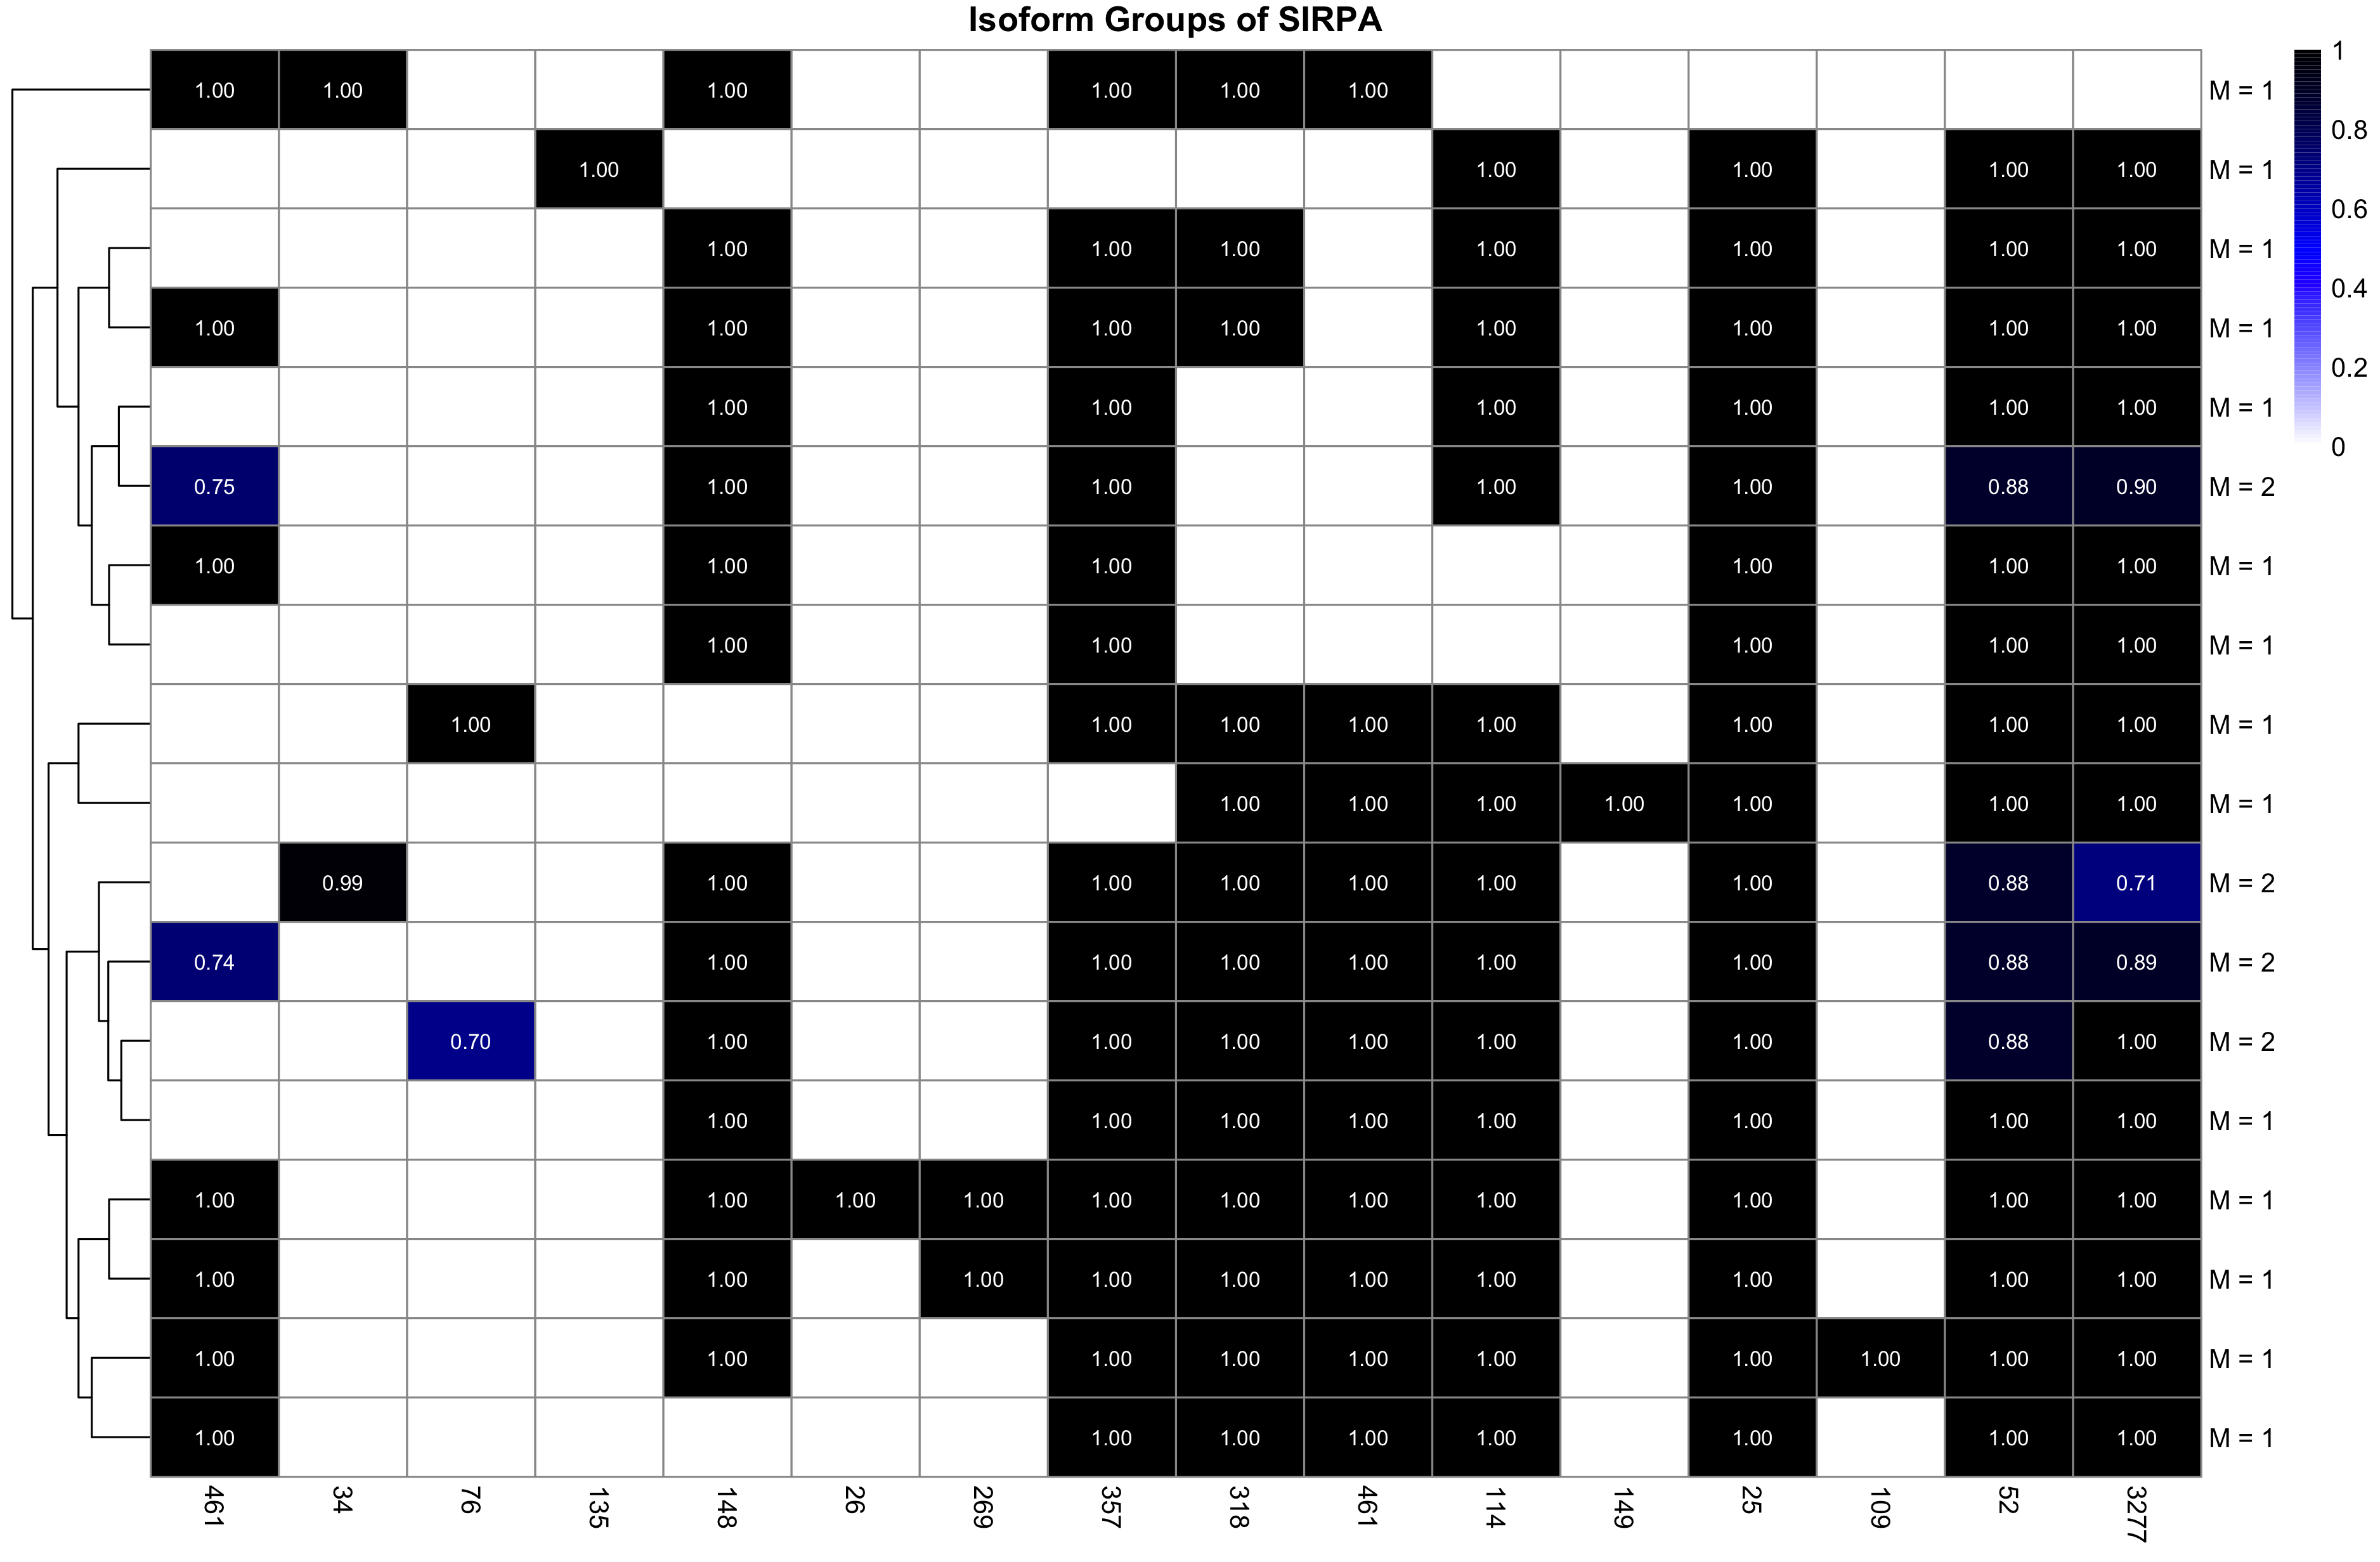 Isoform Groups of SIRPA
1.00 1.00 1.00 1.00 1.00 1.00 M = 1
1.00 1.00 1.00 1.00 1.00 M = 1
1.00 1.00 1.00 1.00 1.00 1.00 1.00 M = 1
1.00 1.00 1.00 1.00 1.00 1.00 1.00 1.00 M = 1
1.00 1.00 1.00 1.00 1.00 1.00 M = 1
0.75 1.00 1.00 1.00 1.00 0.88 0.90 M = 2
1.00 1.00 1.00 1.00 1.00 1.00 M = 1
1.00 1.00 1.00 1.00 1.00 M = 1
1.00 1.00 1.00 1.00 1.00 1.00 1.00 1.00 M = 1
1.00 1.00 1.00 1.00 1.00 1.00 1.00 M = 1
0.99 1.00 1.00 1.00 1.00 1.00 1.00 0.88 0.71 M = 2
0.74 1.00 1.00 1.00 1.00 1.00 1.00 0.88 0.89 M = 2
0.70 1.00 1.00 1.00 1.00 1.00 1.00 0.88 1.00 M = 2
1.00 1.00 1.00 1.00 1.00 1.00 1.00 1.00 M = 1
1.00 1.00 1.00 1.00 1.00 1.00 1.00 1.00 1.00 1.00 1.00 M = 1
1.00 1.00 1.00 1.00 1.00 1.00 1.00 1.00 1.00 1.00 M = 1
1.00 1.00 1.00 1.00 1.00 1.00 1.00 1.00 1.00 1.00 M = 1
1.00 1.00 1.00 1.00 1.00 1.00 1.00 1.00 M = 1
461 34 76 135 148 26 269 357 318 461 114 149 25 109 52 3277
1
0.8
0.6
0.4
0.2
0